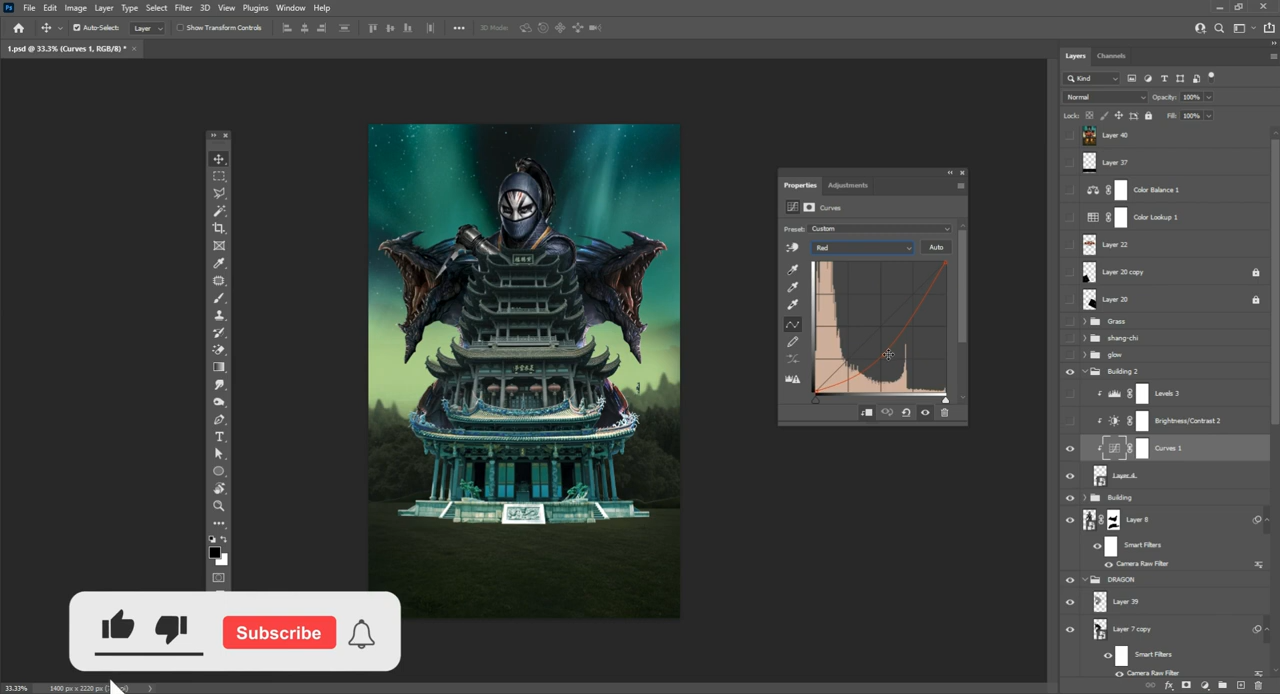 Ps File Edit Image Layer Type Select Filter 3D View Plugins Window Help
Auto-Select: Layer Show Transform Controls 3D Mode:
1.psd @ 33.3% (Curves 1, RGB/8) *
Layers Channels
Kind
Normal Opacity: 100%
Lock: Fill: 100%
Layer 40
Layer 37
Color Balance 1
Color Lookup 1
Layer 22
Layer 20 copy
Layer 20
Grass
shang-chi
glow
Building 2
Levels 3
Brightness/Contrast 2
Curves 1
Building
Layer 8
Smart Filters
Camera Raw Filter
DRAGON
Layer 39
Layer 7 copy
Smart Filters
Camera Raw Filter
fx
Properties Adjustments
Curves
Preset: Custom
Red Auto
Subscribe
33.33% 1400 px x 2220 px